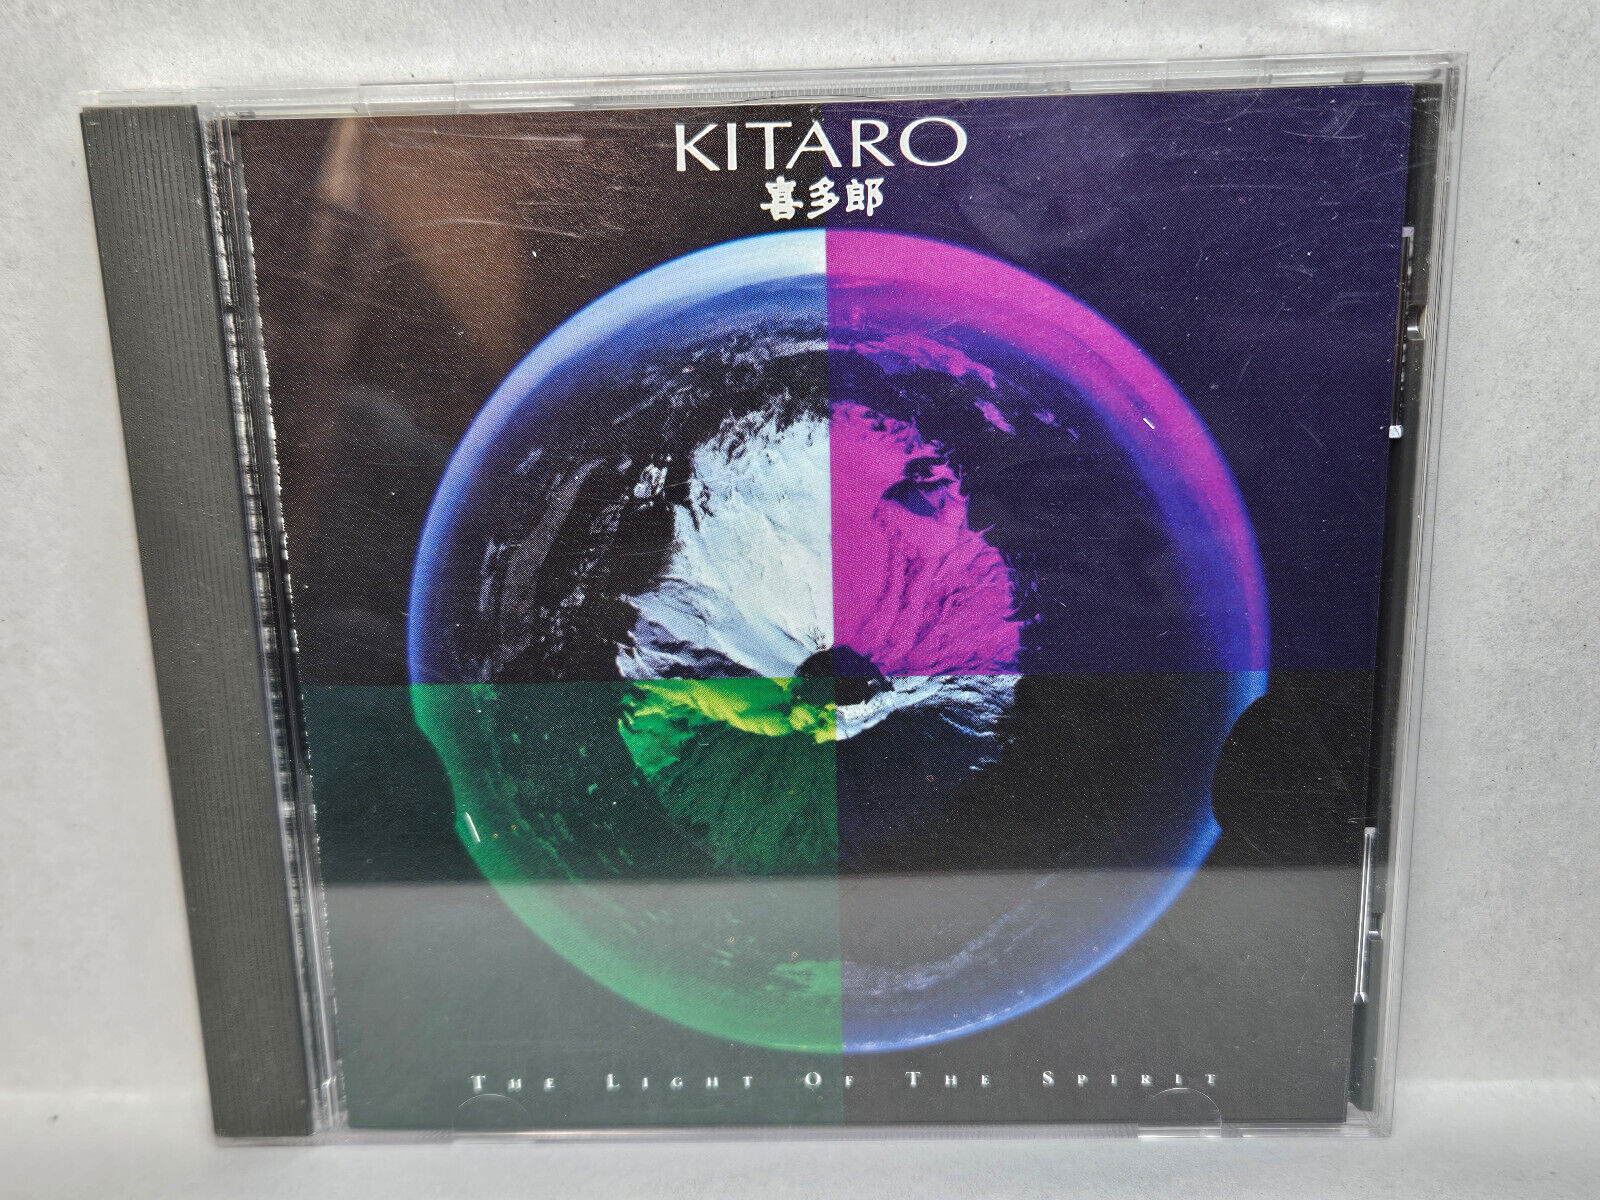 KITARO
喜多郎
THE LIGHT OF THE SPIRIT